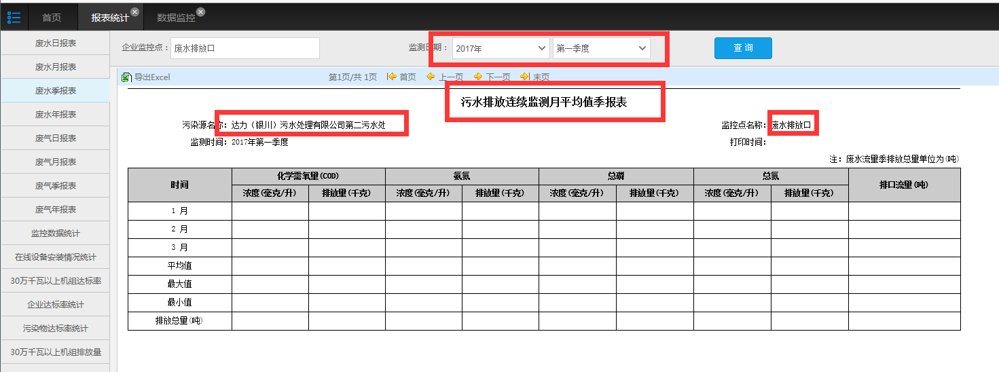 首页 报表统计 数据监控
废水日报表
废水月报表
废水季报表
废水年报表
废气日报表
废气月报表
废气季报表
废气年报表
监控数据统计
在线设备安装情况统计
30万千瓦以上机组达标率
企业达标率统计
污染物达标率统计
30万千瓦以上机组排放量
企业监控点： 废水排放口 监测日期： 2017年 第一季度 查 询
导出Excel 第1页/共 1页 首页 上一页 下一页 末页
污水排放连续监测月平均值季报表
污染源名称：达力（银川）污水处理有限公司第二污水处 监控点名称：废水排放口
监测时间：2017年第一季度 打印时间：
注：废水流量季排放总量单位为(吨)
时间 化学需氧量(COD) 氨氮 总磷 总氮 排口流量(吨)
浓度(毫克/升) 排放量(千克) 浓度(毫克/升) 排放量(千克) 浓度(毫克/升) 排放量(千克) 浓度(毫克/升) 排放量(千克)
1 月
2 月
3 月
平均值
最大值
最小值
排放总量(吨)